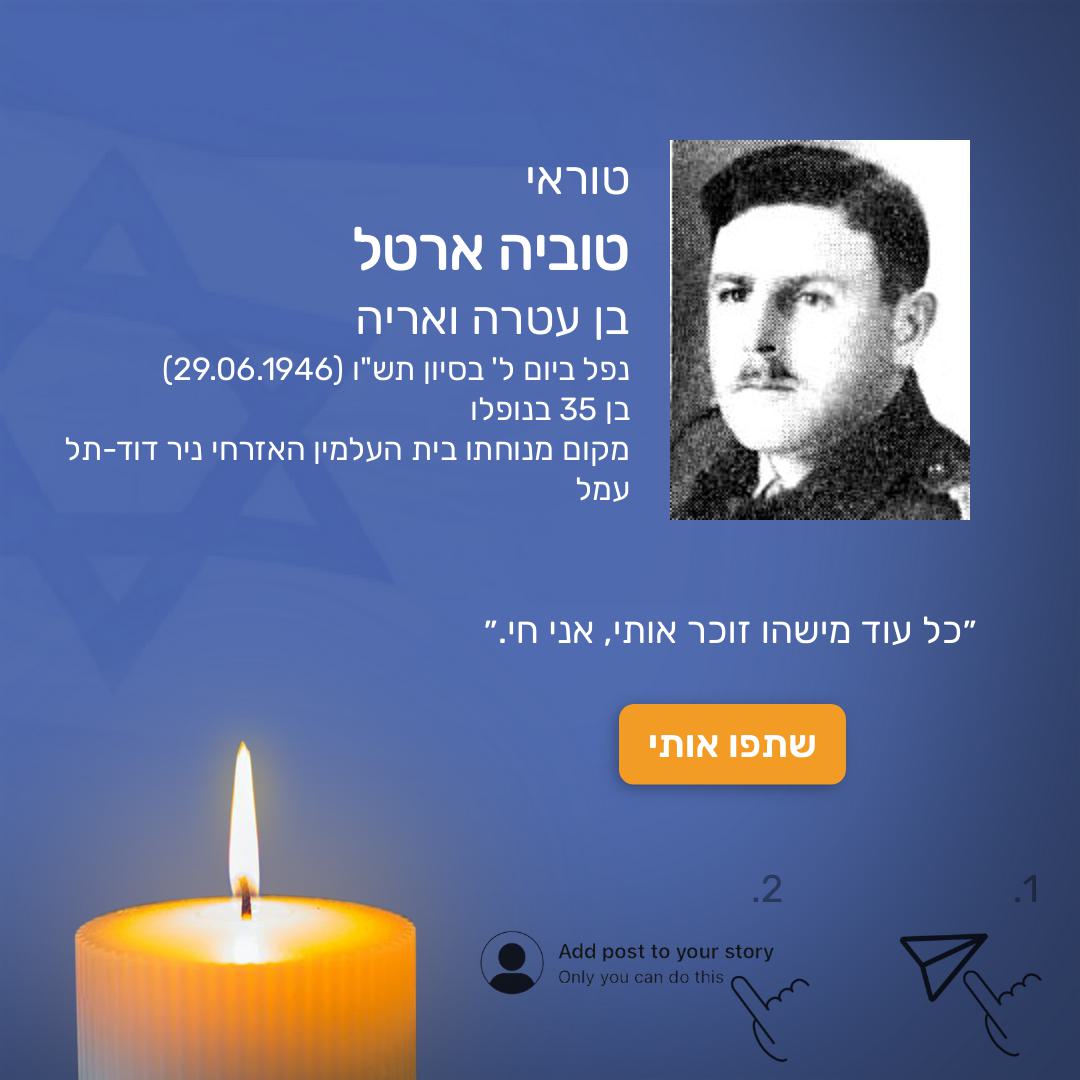 טוראי
טוביה ארטל
בן עטרה ואריה
נפל ביום ל' בסיון תש"ו (29.06.1946)
בן 35 בנופלו
מקום מנוחתו בית העלמין האזרחי ניר דוד-תל
עמל
״כל עוד מישהו זוכר אותי, אני חי.״
שתפו אותי
1.
2.
Add post to your story
Only you can do this